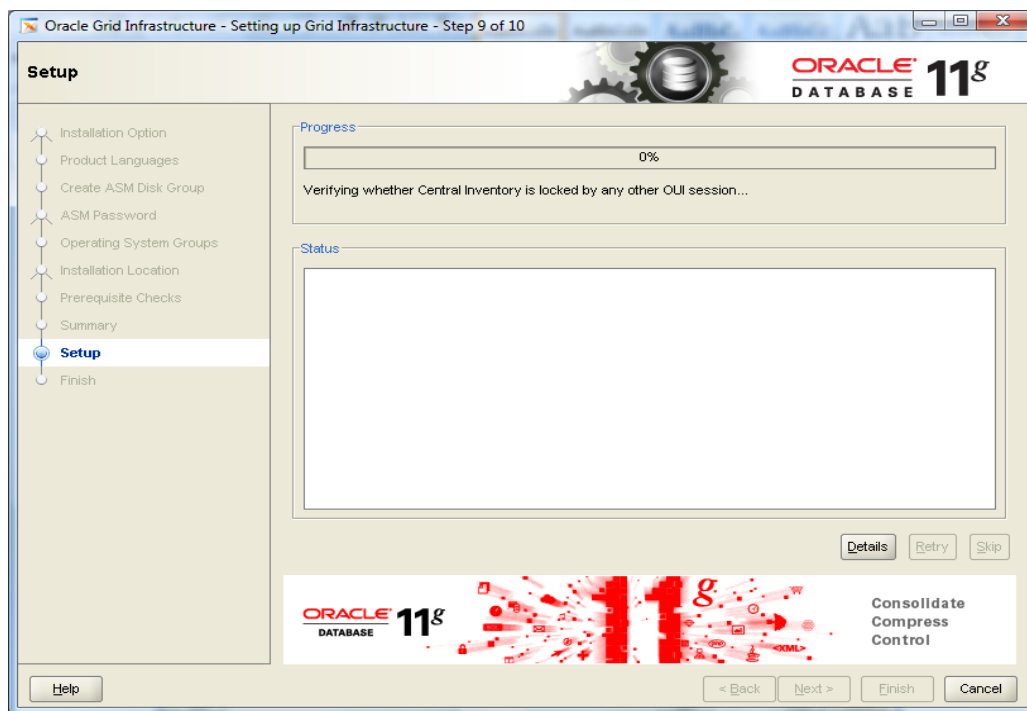 Oracle Grid Infrastructure - Setting up Grid Infrastructure - Step 9 of 10
Setup
ORACLE
DATABASE
11g
Installation Option
Product Languages
Create ASM Disk Group
ASM Password
Operating System Groups
Installation Location
Prerequisite Checks
Summary
Setup
Finish
Progress
0%
Verifying whether Central Inventory is locked by any other OUI session...
Status
Details Retry Skip
ORACLE
DATABASE
11g
11g
<XML>
Consolidate
Compress
Control
Help < Back Next > Finish Cancel